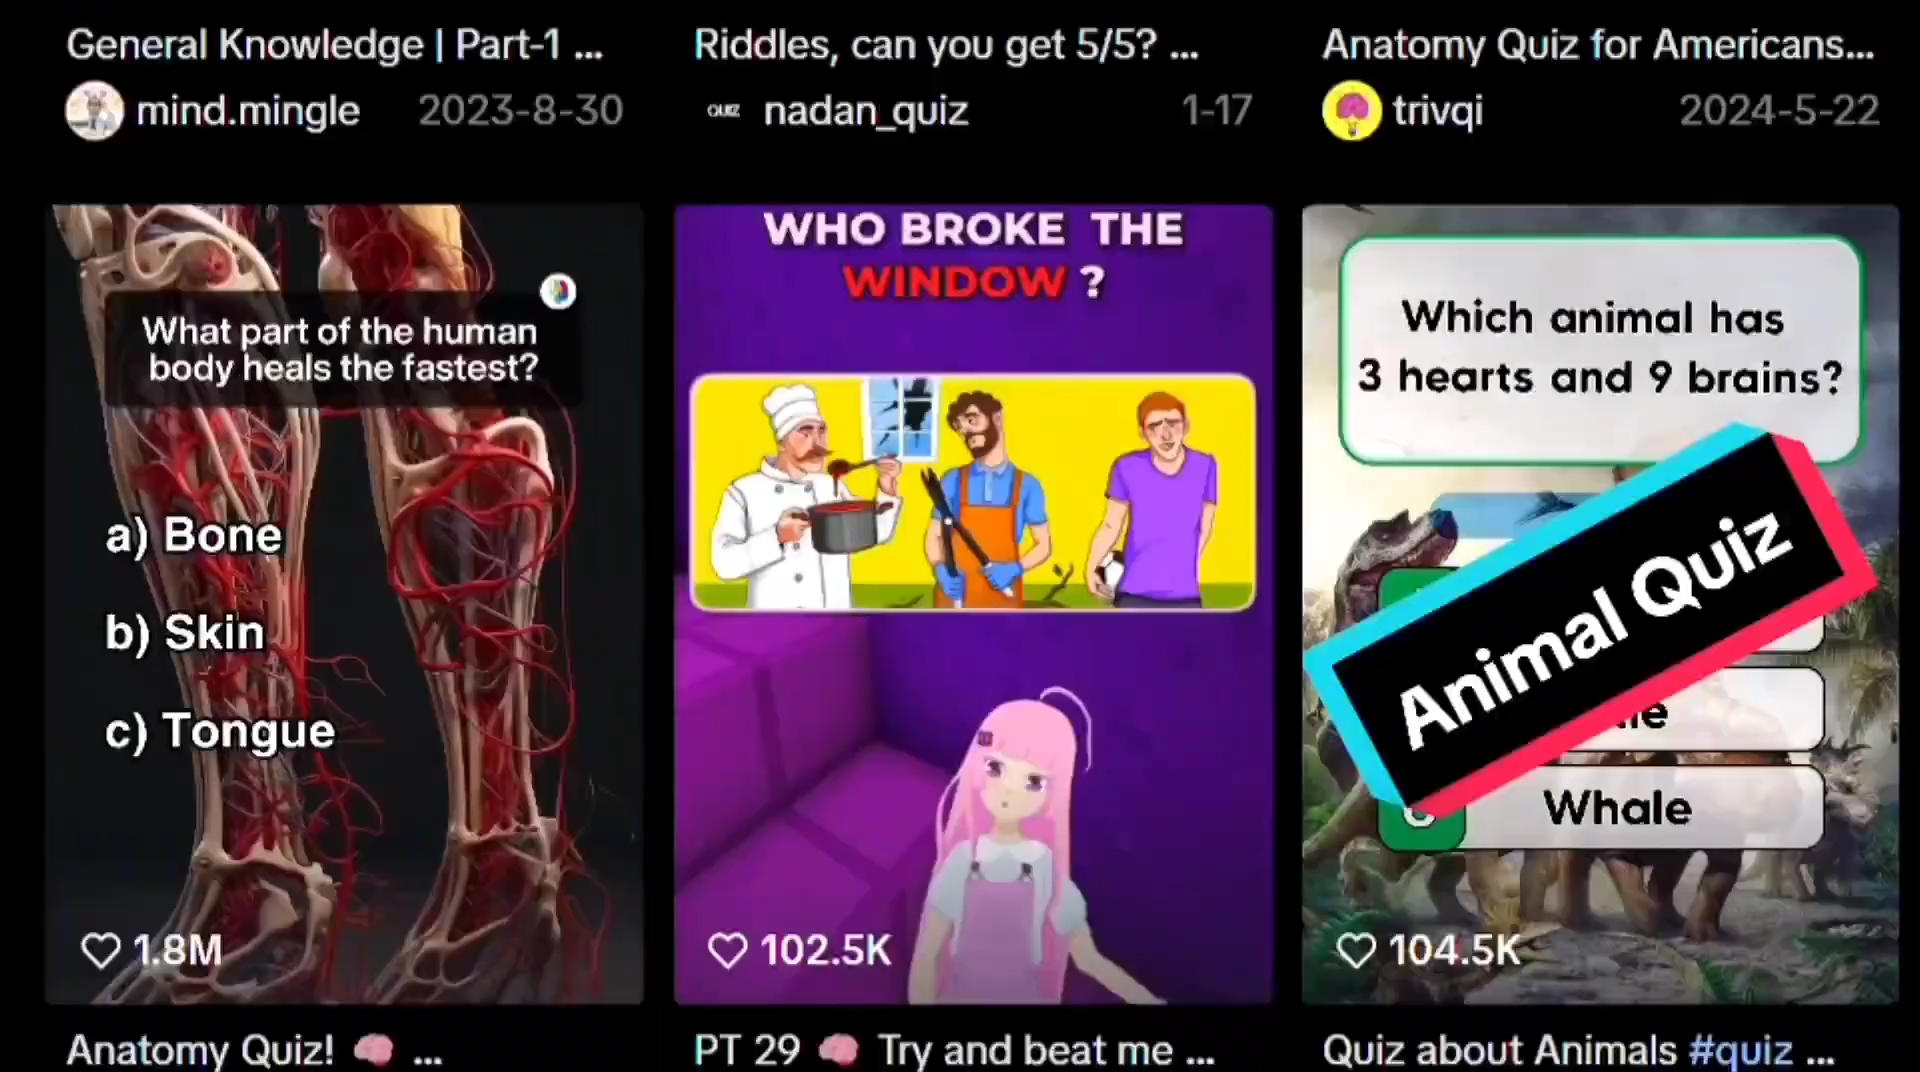 General Knowledge | Part-1 ...
mind.mingle 2023-8-30
Riddles, can you get 5/5? ...
QUIZ nadan_quiz 1-17
Anatomy Quiz for Americans...
trivqi 2024-5-22
What part of the human
body heals the fastest?
a) Bone
b) Skin
c) Tongue
1.8M
Anatomy Quiz! 🧠 ...
WHO BROKE THE
WINDOW ?
102.5K
PT 29 🧠 Try and beat me ...
Which animal has
3 hearts and 9 brains?
Animal Quiz
Whale
104.5K
Quiz about Animals #quiz ...